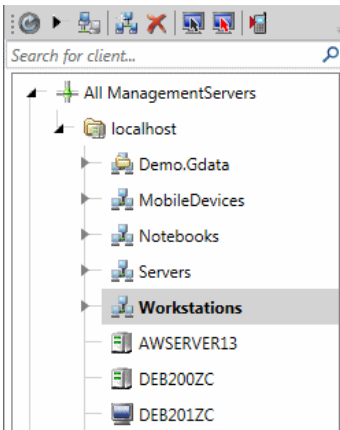 Search for client...
All ManagementServers
localhost
Demo.Gdata
MobileDevices
Notebooks
Servers
Workstations
AWSERVER13
DEB200ZC
DEB201ZC